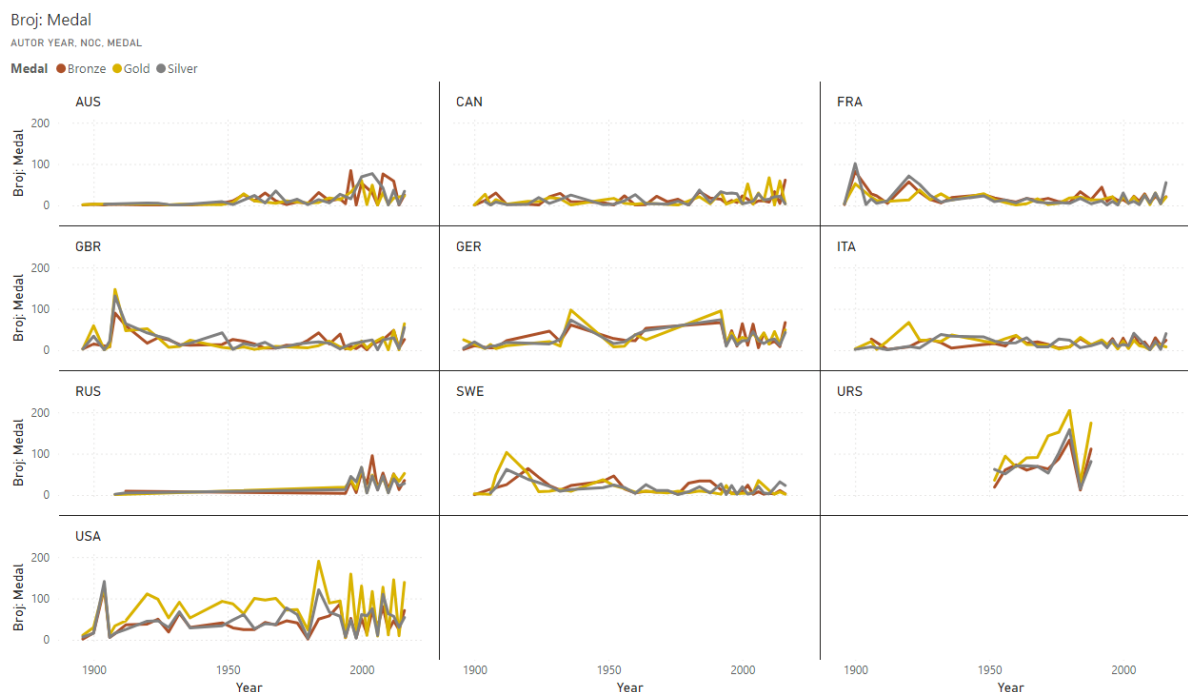 Broj: Medal
AUTOR YEAR, NOC, MEDAL
Medal Bronze Gold Silver
AUS CAN FRA
Broj: Medal
200
100
0
GBR GER ITA
Broj: Medal
200
100
0
RUS SWE URS
Broj: Medal
200
100
0
USA
Broj: Medal
200
100
0
1900 1950 2000 1900 1950 2000 1900 1950 2000
Year Year Year